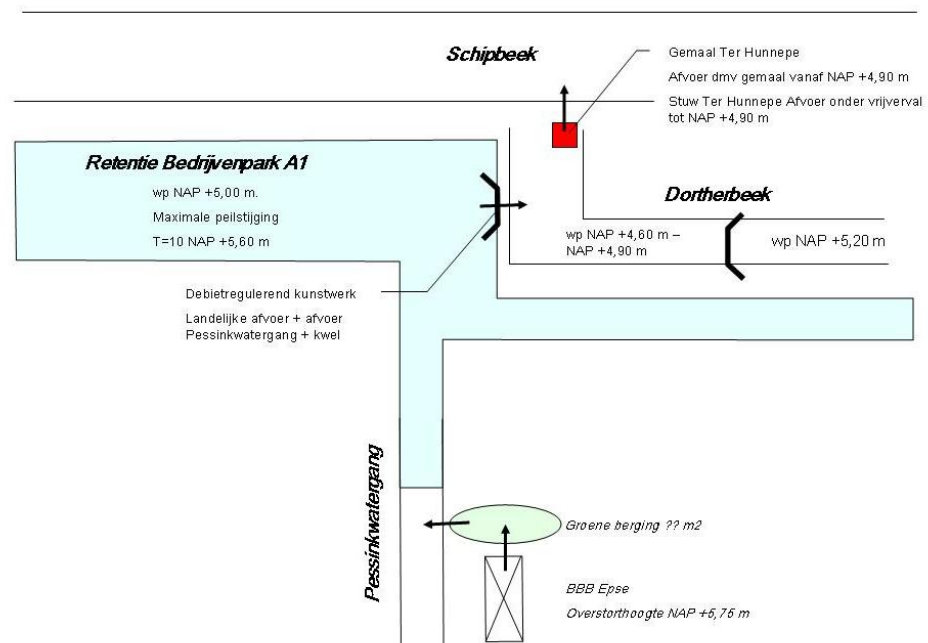 Schipbeek
Gemaal Ter Hunnepe
Afvoer dmv gemaal vanaf NAP +4,90 m
Stuw Ter Hunnepe Afvoer onder vrijverval
tot NAP +4,90 m
Retentie Bedrijvenpark A1
wp NAP +5,00 m.
Maximale peilstijging
T=10 NAP +5,60 m
Dortherbeek
wp NAP +4,60 m –
NAP +4,90 m
wp NAP +5,20 m
Debietregulerend kunstwerk
Landelijke afvoer + afvoer
Pessinkwatergang + kwel
Pessinkwatergang
Groene berging ?? m2
BBB Epse
Overstorthoogte NAP +5,75 m